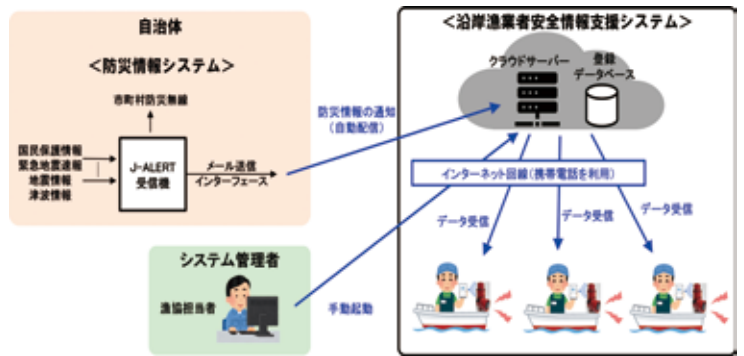 自治体
<防災情報システム>
市町村防災無線
国民保護情報
緊急地震速報
地震情報
津波情報
J-ALERT
受信機
メール送信
インターフェース
防災情報の通知
(自動配信)
システム管理者
漁協担当者
手動起動
<沿岸漁業者安全情報支援システム>
クラウドサーバー
登録
データベース
インターネット回線(携帯電話を利用)
データ受信
データ受信
データ受信